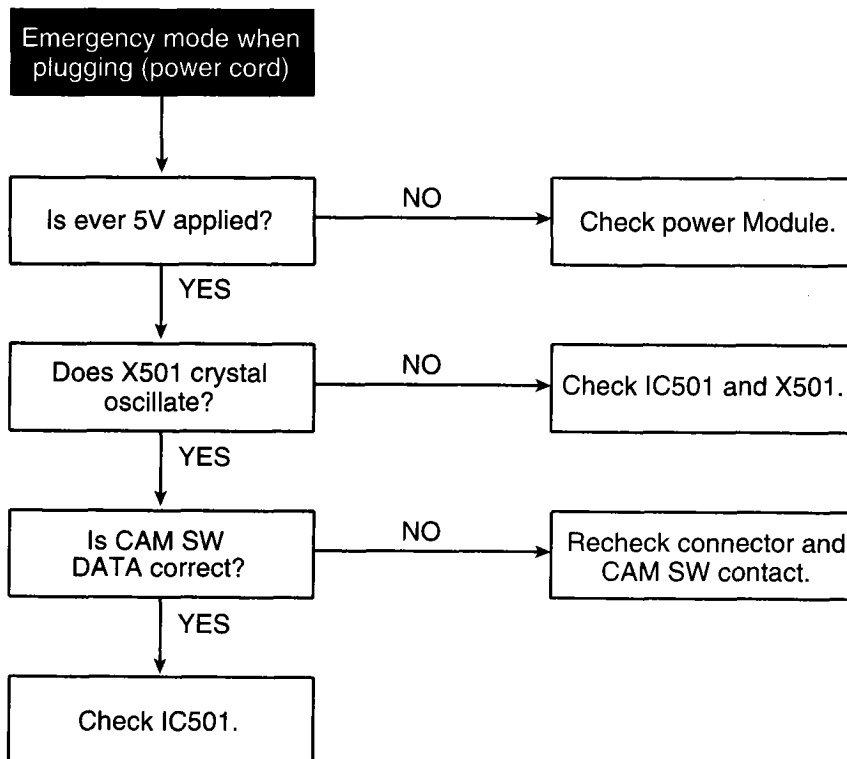 Emergency mode when
plugging (power cord)
Is ever 5V applied?
NO
Check power Module.
YES
Does X501 crystal
oscillate?
NO
Check IC501 and X501.
YES
Is CAM SW
DATA correct?
NO
Recheck connector and
CAM SW contact.
YES
Check IC501.